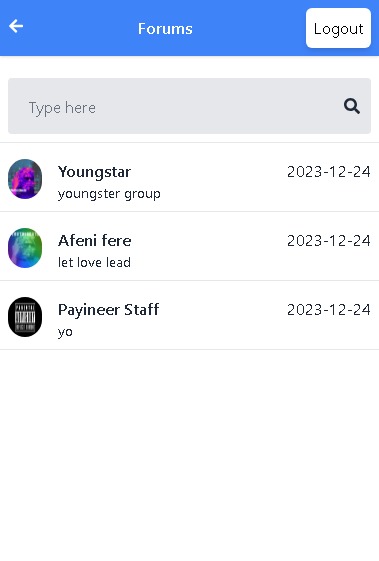 Forums
Logout
Type here
Youngstar
2023-12-24
youngster group
Afeni fere
2023-12-24
let love lead
Payineer Staff
2023-12-24
yo